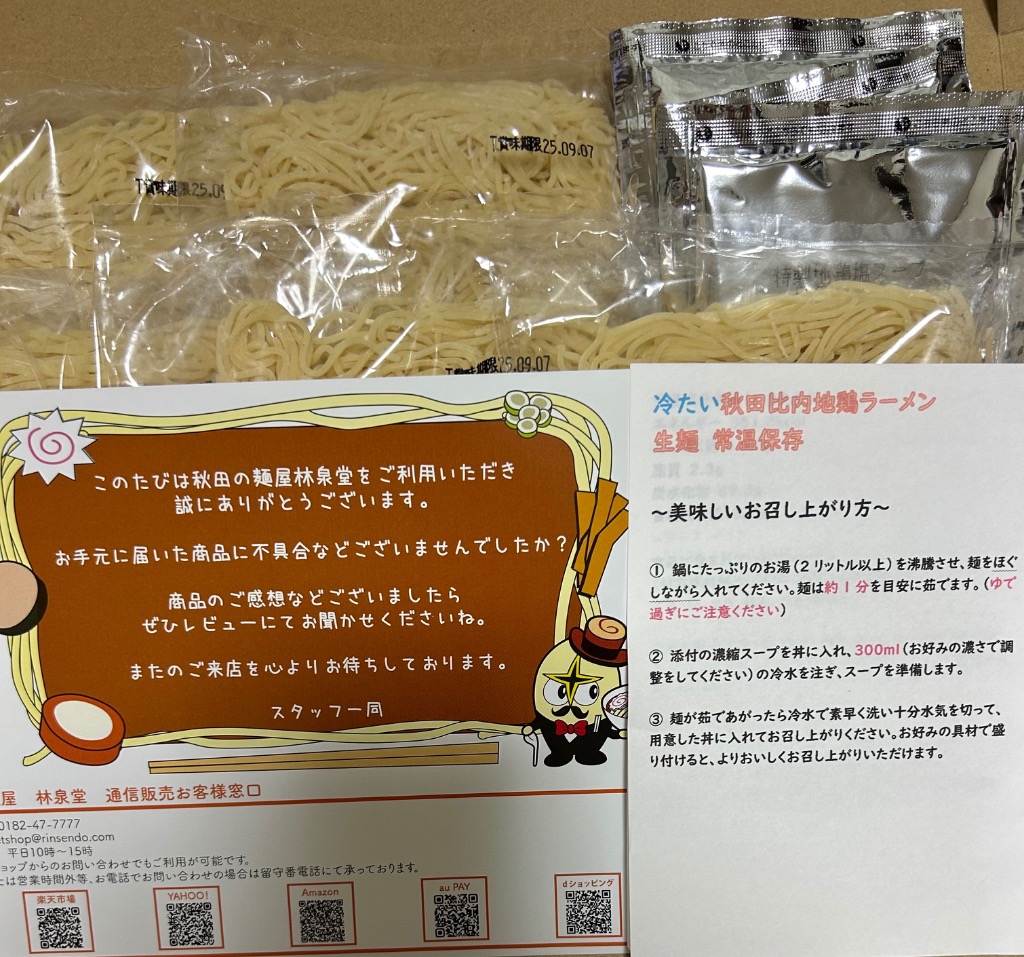 T賞味期限25.09.07
T賞味期限25.09
特製地鶏塩スープ
T賞味期限25.09.07
このたびは秋田の麺屋林泉堂をご利用いただき
誠にありがとうございます。
お手元に届いた商品に不具合などございませんでしたか?
商品のご感想などございましたら
ぜひレビューにてお聞かせくださいね。
またのご来店を心よりお待ちしております。
スタッフ一同
屋 林泉堂 通信販売お客様窓口
0182-47-7777
etshop@rinsendo.com
平日10時～15時
ショップからのお問い合わせでもご利用が可能です。
たは営業時間外等、お電話でお問い合わせの場合は留守番電話にて承っております。
楽天市場
YAHOO!
Amazon
au PAY
dショッピング
冷たい秋田比内地鶏ラーメン
生麺 常温保存
～美味しいお召し上がり方～
① 鍋にたっぷりのお湯(2リットル以上)を沸騰させ、麺をほぐ
しながら入れてください。麺は約1分を目安に茹でます。(ゆで
過ぎにご注意ください)
② 添付の濃縮スープを丼に入れ、300ml(お好みの濃さで調
整をしてください)の冷水を注ぎ、スープを準備します。
③ 麺が茹であがったら冷水で素早く洗い十分水気を切って、
用意した丼に入れてお召し上がりください。お好みの具材で盛
り付けると、よりおいしくお召し上がりいただけます。